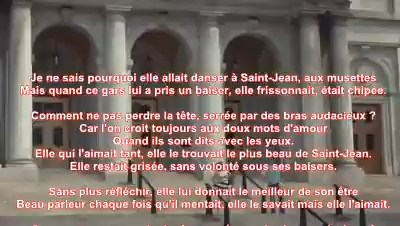 Je ne sais pourquoi elle allait danser à Saint-Jean, aux musettes
Mais quand ce gars lui a pris un baiser, elle frissonnait, était chipée.
Comment ne pas perdre la tête, serrée par des bras audacieux ?
Car l'on croit toujours aux doux mots d'amour
Quand ils sont dits avec les yeux.
Elle qui l'aimait tant, elle le trouvait le plus beau de Saint-Jean.
Elle restait grisée, sans volonté sous ses baisers.
Sans plus réfléchir, elle lui donnait le meilleur de son être
Beau parleur chaque fois qu'il mentait, elle le savait mais elle l'aimait.